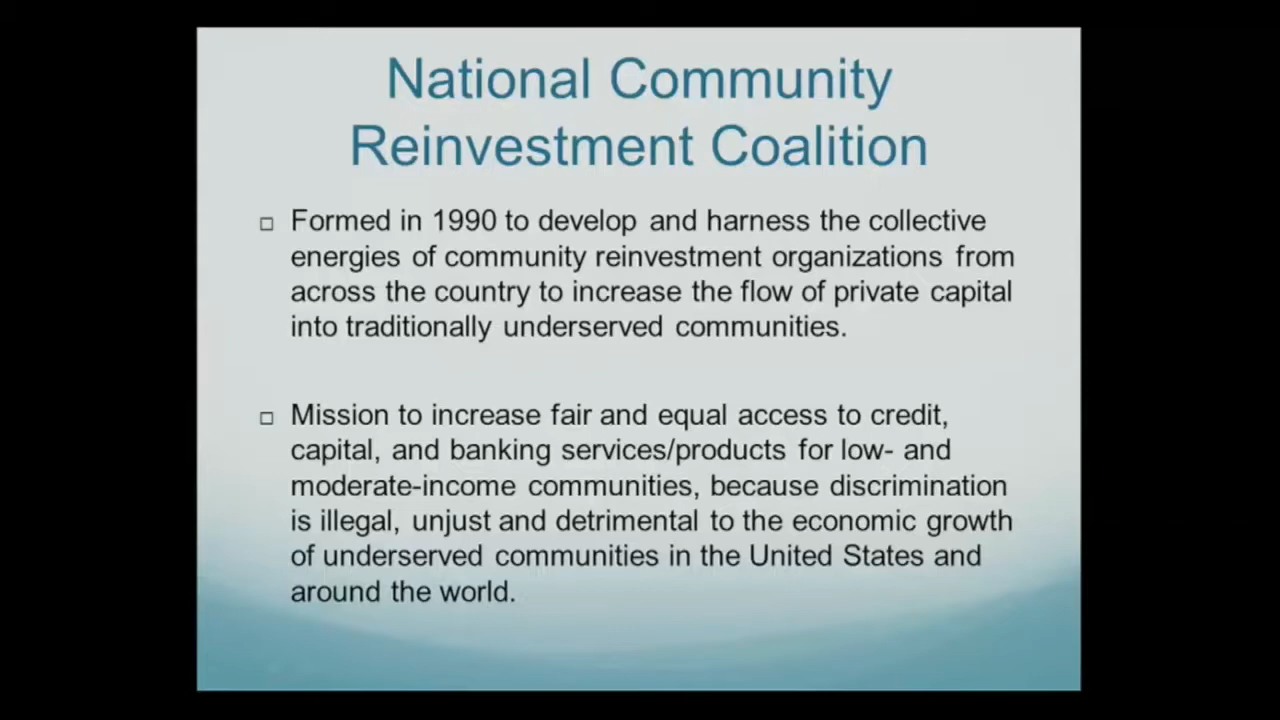 National Community
Reinvestment Coalition
Formed in 1990 to develop and harness the collective
energies of community reinvestment organizations from
across the country to increase the flow of private capital
into traditionally underserved communities.
Mission to increase fair and equal access to credit,
capital, and banking services/products for low- and
moderate-income communities, because discrimination
is illegal, unjust and detrimental to the economic growth
of underserved communities in the United States and
around the world.